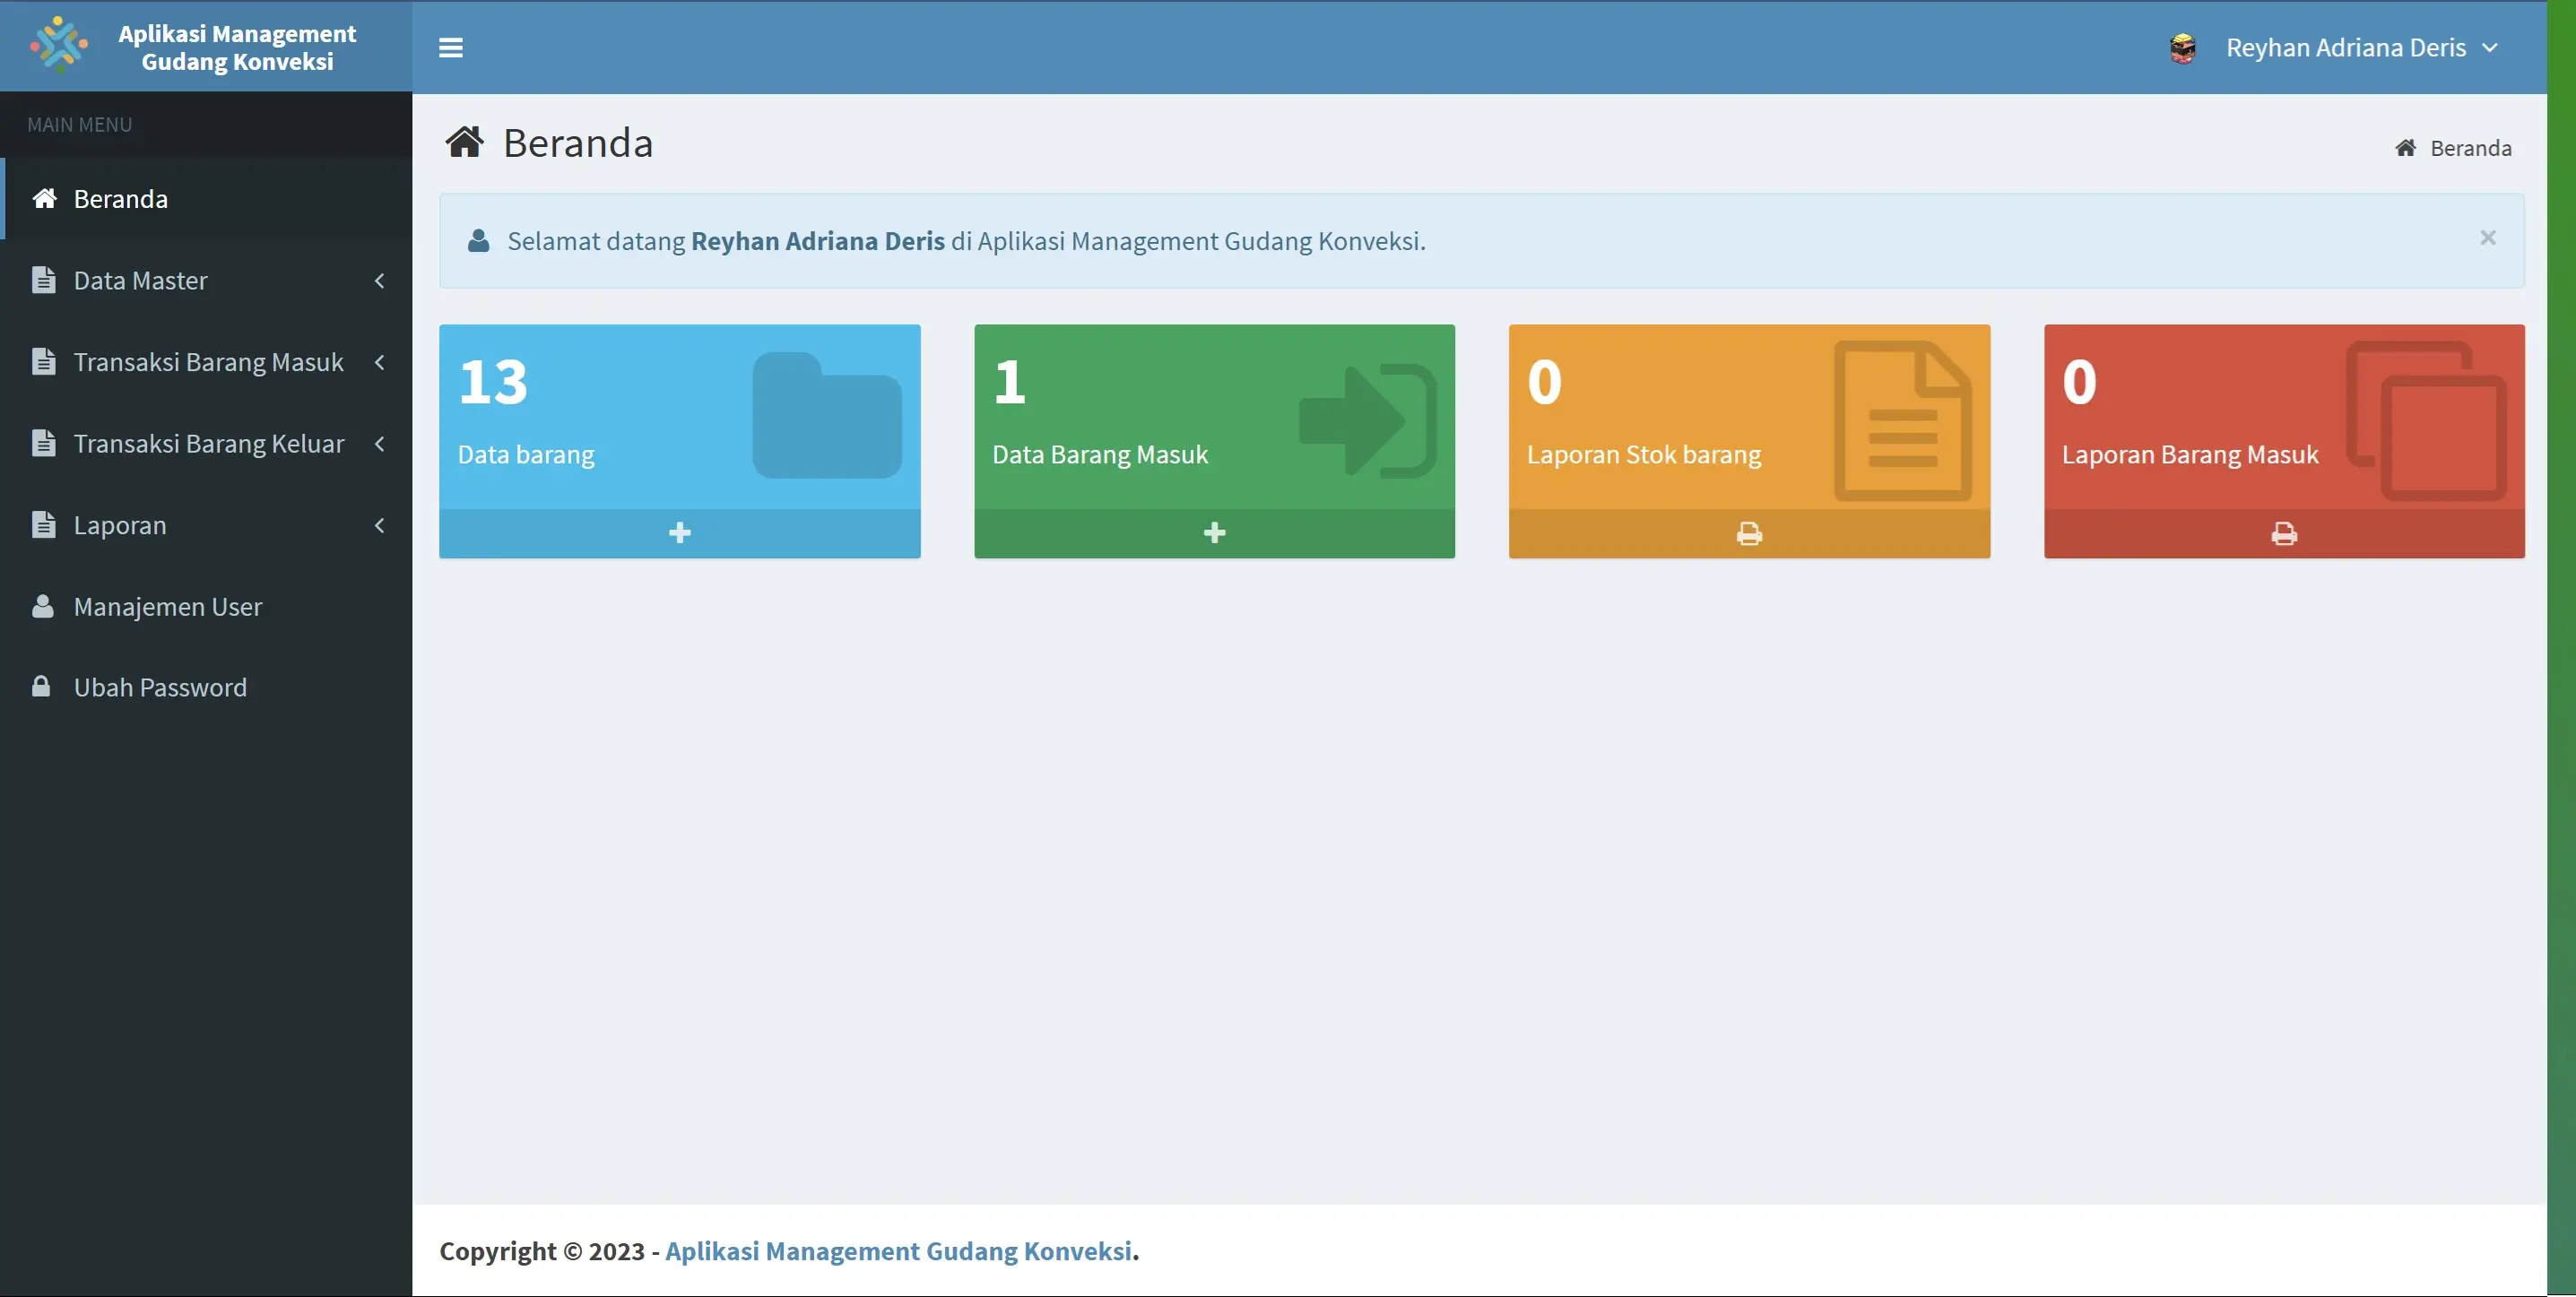 Aplikasi Management
Gudang Konveksi
Reyhan Adriana Deris
MAIN MENU
Beranda
Data Master
Transaksi Barang Masuk
Transaksi Barang Keluar
Laporan
Manajemen User
Ubah Password
Beranda
Beranda
Selamat datang Reyhan Adriana Deris di Aplikasi Management Gudang Konveksi.
×
13
Data barang
1
Data Barang Masuk
0
Laporan Stok barang
0
Laporan Barang Masuk
Copyright © 2023 - Aplikasi Management Gudang Konveksi.